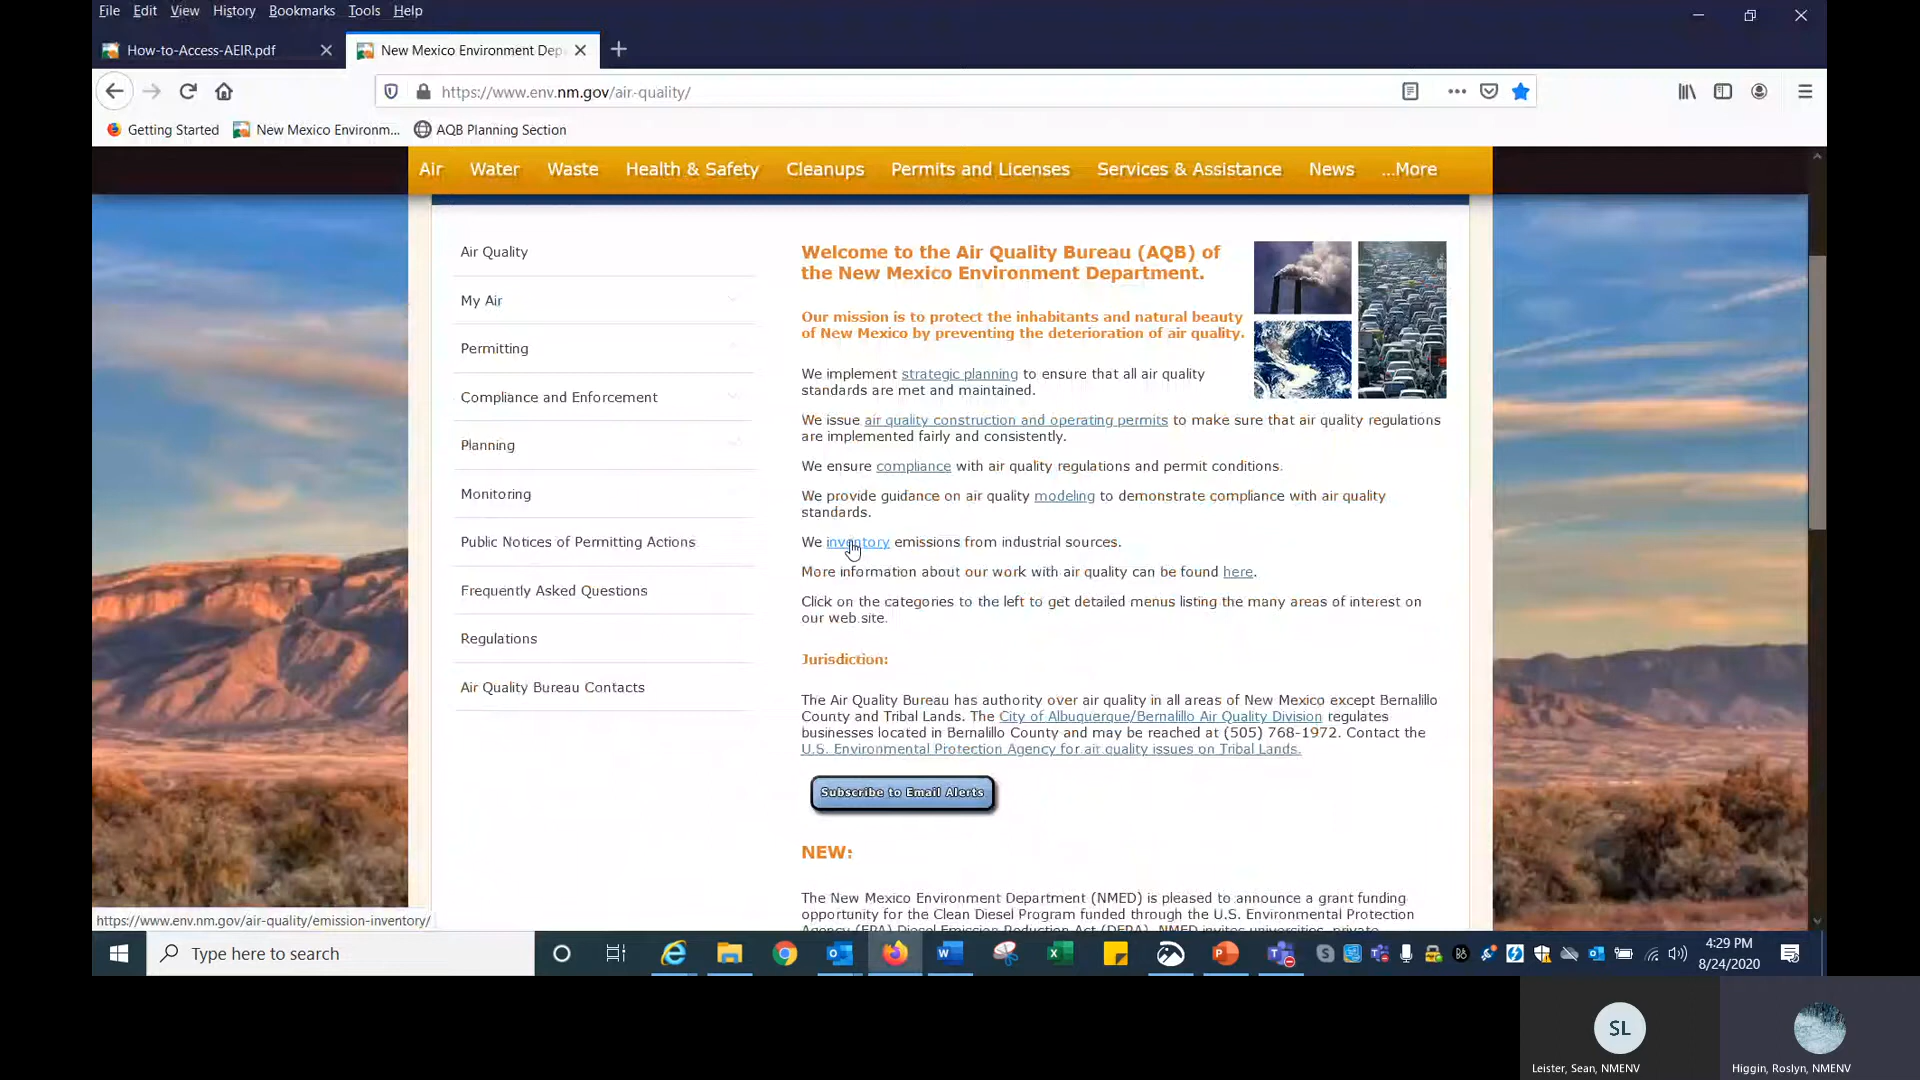 File Edit View History Bookmarks Tools Help
How-to-Access-AEIR.pdf
New Mexico Environment Dep
https://www.env.nm.gov/air-quality/
Getting Started New Mexico Environm... AQB Planning Section
Air Water Waste Health & Safety Cleanups Permits and Licenses Services & Assistance News ...More
Air Quality
My Air
Permitting
Compliance and Enforcement
Planning
Monitoring
Public Notices of Permitting Actions
Frequently Asked Questions
Regulations
Air Quality Bureau Contacts
Welcome to the Air Quality Bureau (AQB) of
the New Mexico Environment Department.
Our mission is to protect the inhabitants and natural beauty
of New Mexico by preventing the deterioration of air quality.
We implement strategic planning to ensure that all air quality
standards are met and maintained.
We issue air quality construction and operating permits to make sure that air quality regulations
are implemented fairly and consistently.
We ensure compliance with air quality regulations and permit conditions.
We provide guidance on air quality modeling to demonstrate compliance with air quality
standards.
We inventory emissions from industrial sources.
More information about our work with air quality can be found here.
Click on the categories to the left to get detailed menus listing the many areas of interest on
our web site.
Jurisdiction:
The Air Quality Bureau has authority over air quality in all areas of New Mexico except Bernalillo
County and Tribal Lands. The City of Albuquerque/Bernalillo Air Quality Division regulates
businesses located in Bernalillo County and may be reached at (505) 768-1972. Contact the
U.S. Environmental Protection Agency for air quality issues on Tribal Lands.
Subscribe to Email Alerts
NEW:
The New Mexico Environment Department (NMED) is pleased to announce a grant funding
opportunity for the Clean Diesel Program funded through the U.S. Environmental Protection
Agency (EPA) Diesel Emission Reduction Act (DERA). NMED invites universities, private
https://www.env.nm.gov/air-quality/emission-inventory/
Type here to search
4:29 PM
8/24/2020
SL
Leister, Sean, NMENV
Higgin, Roslyn, NMENV